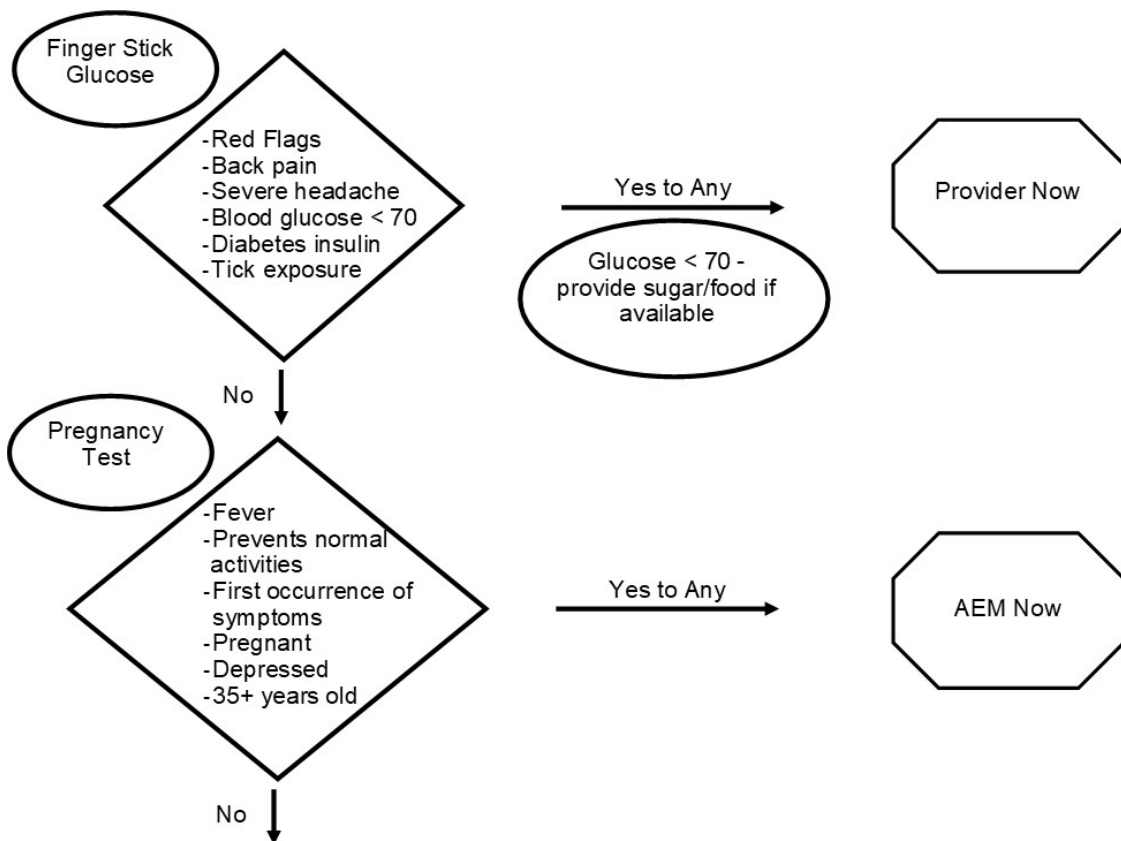 Finger Stick
Glucose
-Red Flags
-Back pain
-Severe headache
-Blood glucose < 70
-Diabetes insulin
-Tick exposure
Yes to Any
Provider Now
Glucose < 70 -
provide sugar/food if
available
No
Pregnancy
Test
-Fever
-Prevents normal
activities
-First occurrence of
symptoms
-Pregnant
-Depressed
-35+ years old
Yes to Any
AEM Now
No